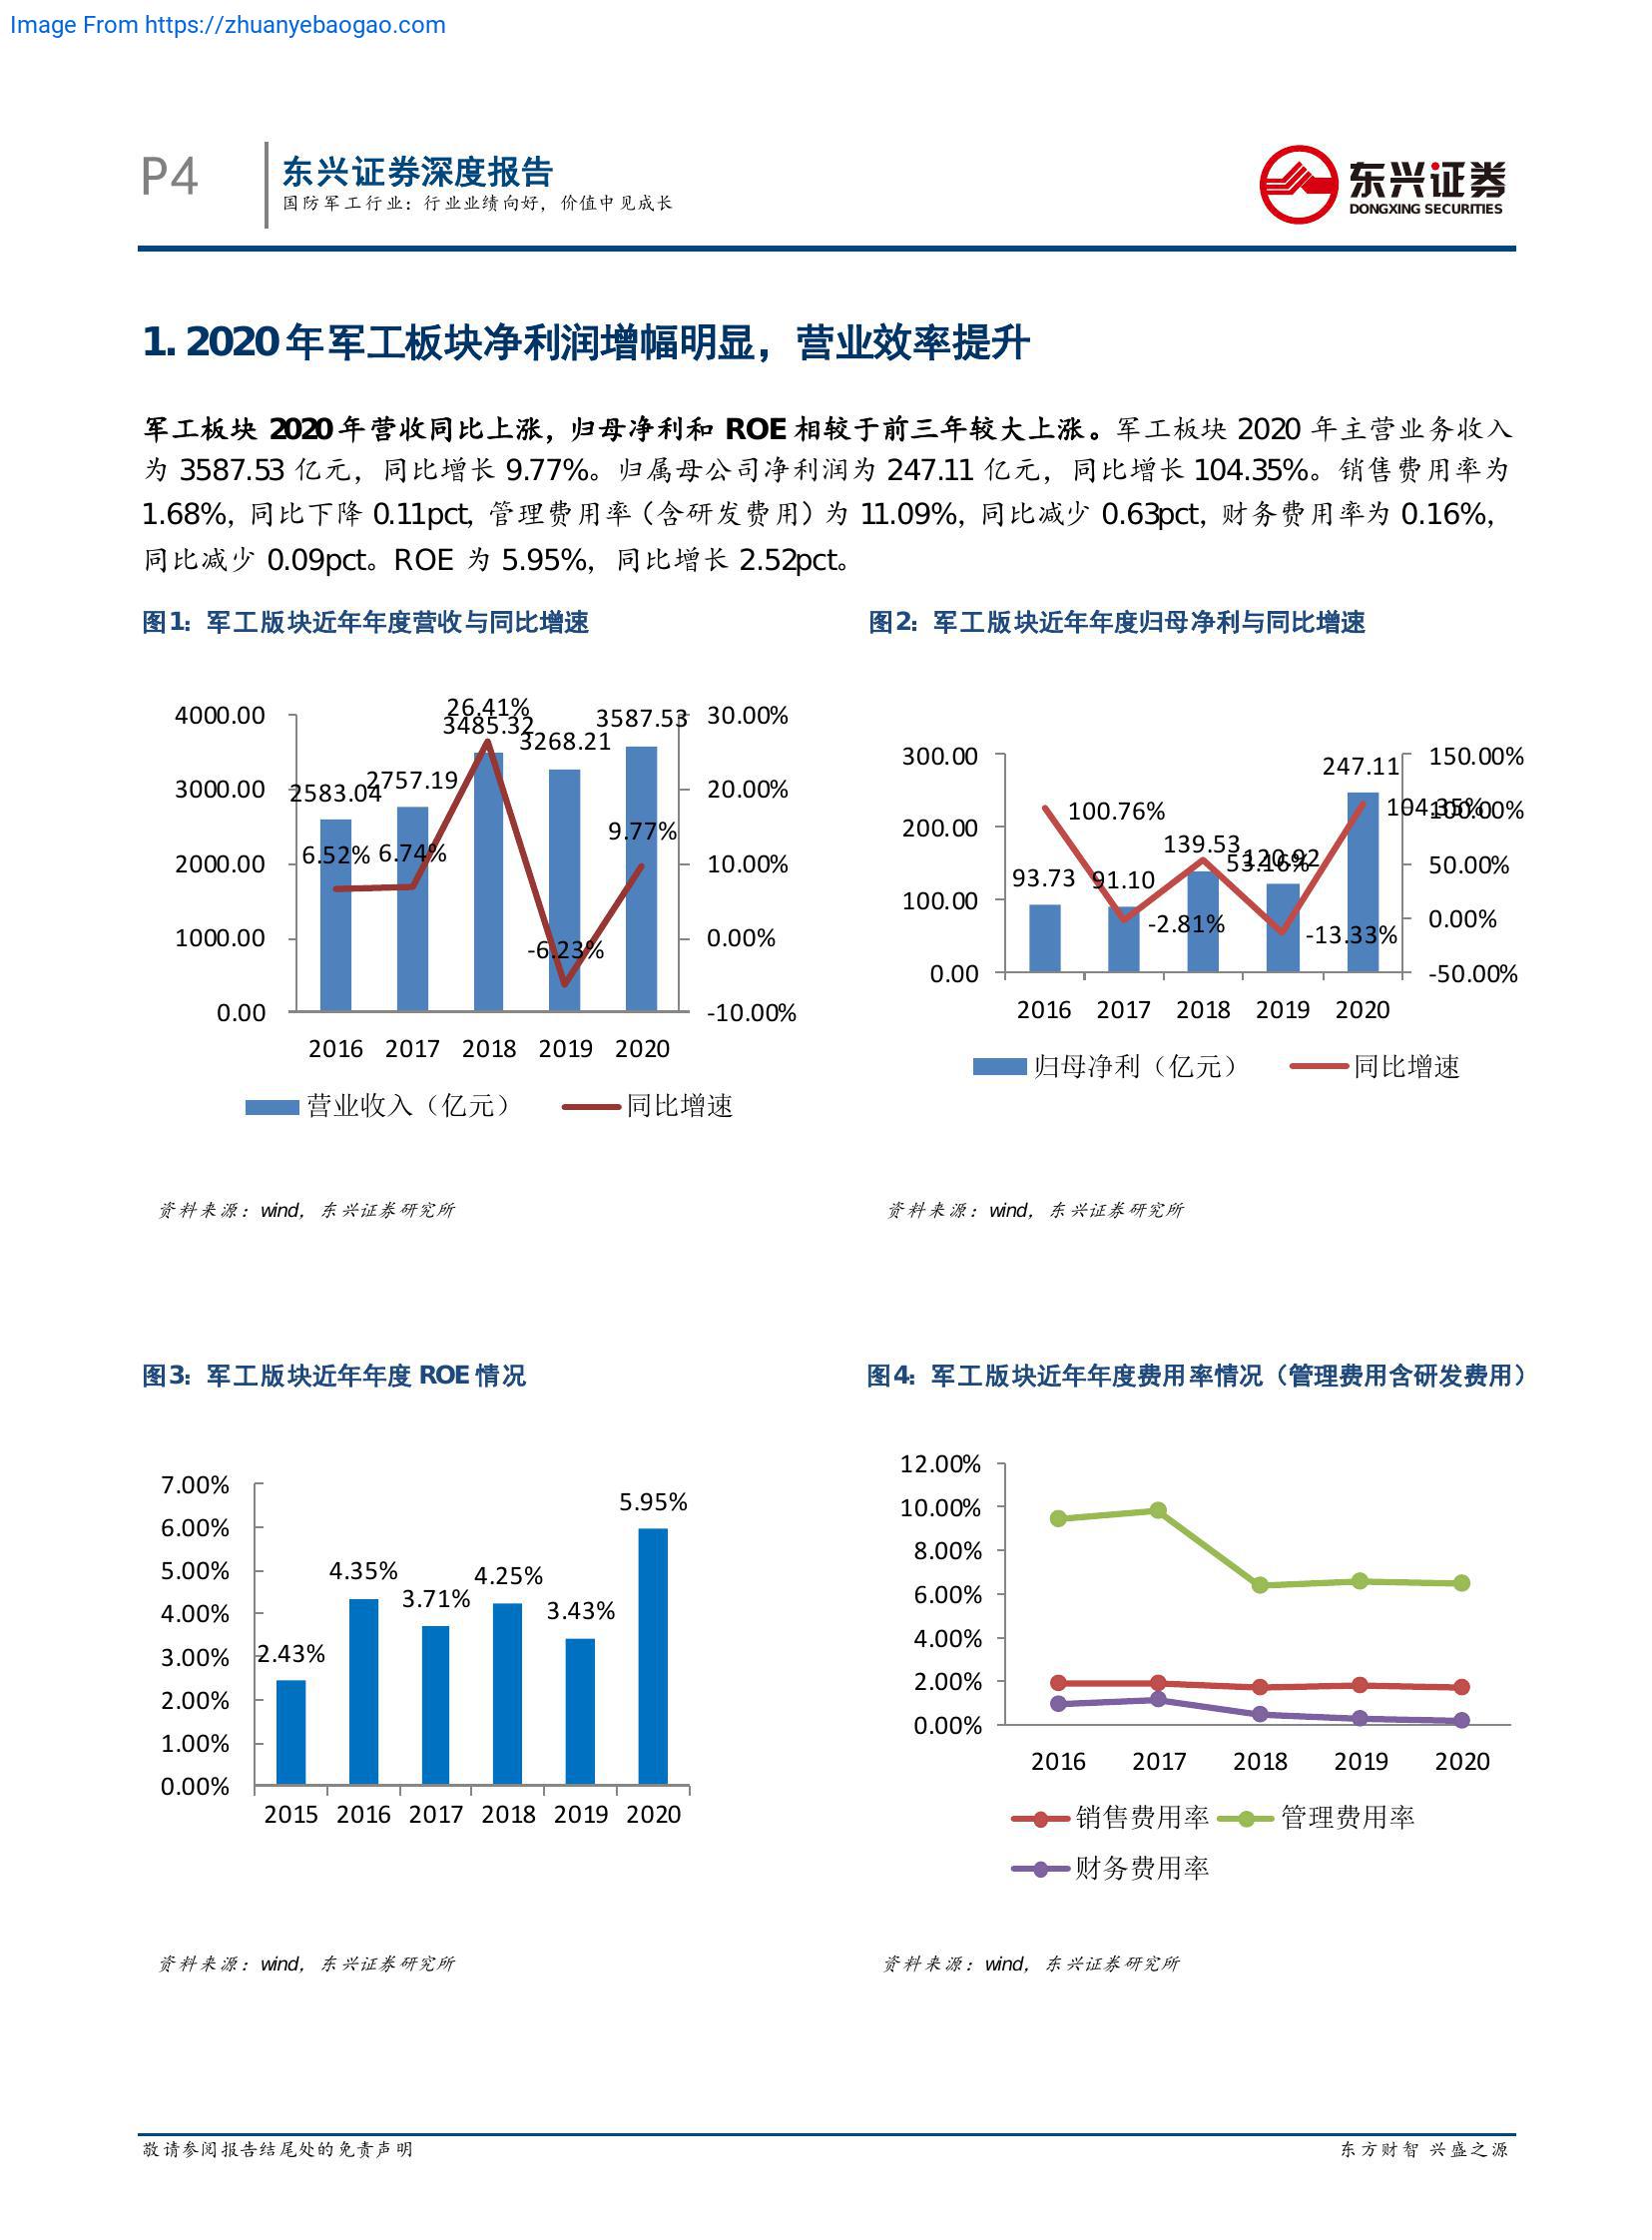 Image From https://zhuanyebaogao.com
P4
东兴证券深度报告
国防军工行业：行业业绩向好，价值中见成长
东兴证券
DONGXING SECURITIES
1. 2020 年军工板块净利润增幅明显，营业效率提升
军工板块 2020 年营收同比上涨，归母净利和 ROE 相较于前三年较大上涨。军工板块 2020 年主营业务收入
为 3587.53 亿元，同比增长 9.77%。归属母公司净利润为 247.11 亿元，同比增长 104.35%。销售费用率为
1.68%，同比下降 0.11pct，管理费用率（含研发费用）为 11.09%，同比减少 0.63pct，财务费用率为 0.16%，
同比减少 0.09pct。ROE 为 5.95%，同比增长 2.52pct。
图1：军工版块近年年度营收与同比增速
4000.00
3000.00
2000.00
1000.00
0.00
2583.04
2757.19
3485.32
3268.21
3587.53
6.52%
6.74%
26.41%
-6.23%
9.77%
30.00%
20.00%
10.00%
0.00%
-10.00%
2016 2017 2018 2019 2020
营业收入（亿元） 同比增速
资料来源：wind，东兴证券研究所
图2：军工版块近年年度归母净利与同比增速
300.00
200.00
100.00
0.00
93.73
91.10
139.53
120.92
247.11
100.76%
-2.81%
53.16%
-13.33%
104.35%
150.00%
100.00%
50.00%
0.00%
-50.00%
2016 2017 2018 2019 2020
归母净利（亿元） 同比增速
资料来源：wind，东兴证券研究所
图3：军工版块近年年度 ROE 情况
7.00%
6.00%
5.00%
4.00%
3.00%
2.00%
1.00%
0.00%
2.43%
4.35%
3.71%
4.25%
3.43%
5.95%
2015 2016 2017 2018 2019 2020
资料来源：wind，东兴证券研究所
图4：军工版块近年年度费用率情况（管理费用含研发费用）
12.00%
10.00%
8.00%
6.00%
4.00%
2.00%
0.00%
2016 2017 2018 2019 2020
销售费用率 管理费用率
财务费用率
资料来源：wind，东兴证券研究所
敬请参阅报告结尾处的免责声明
东方财智 兴盛之源